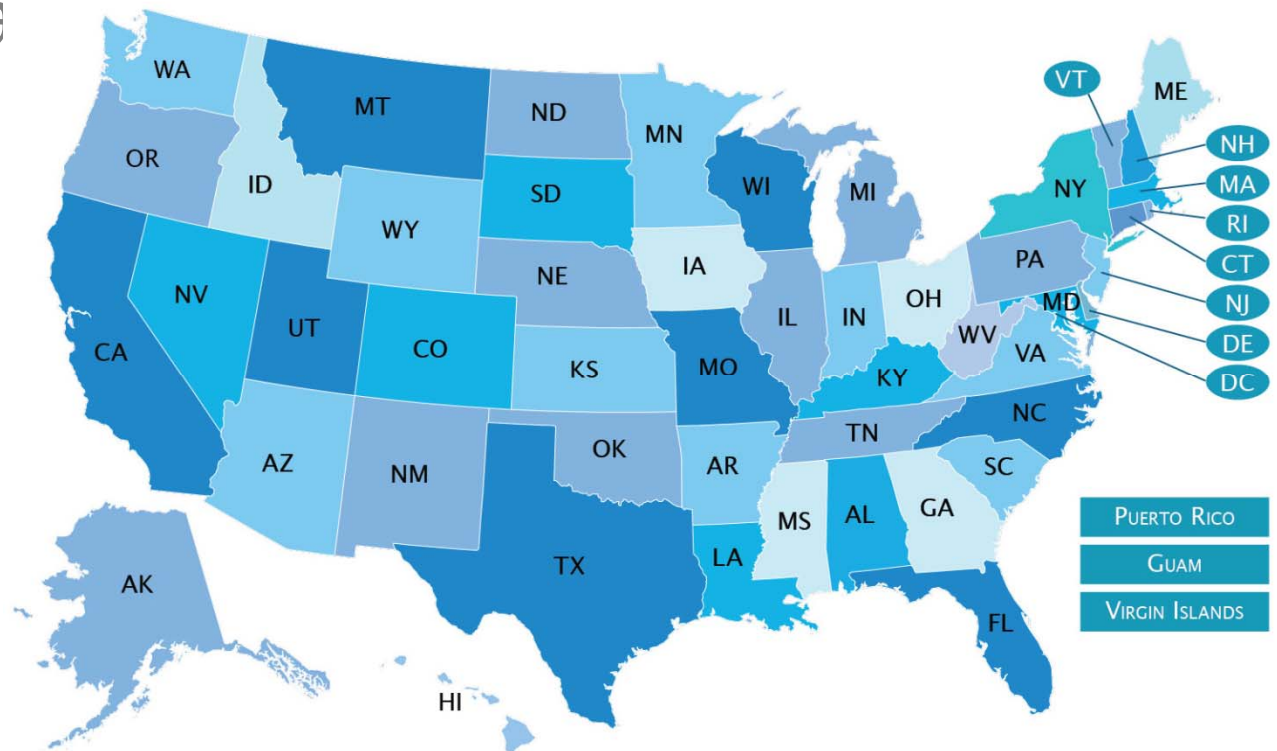 WA
MT
ND
MN
VT
ME
OR
ID
SD
WI
MI
NY
NH
MA
RI
CT
NJ
DE
DC
WY
NE
IA
PA
NV
UT
CO
IL
IN
OH
MD
WV
VA
CA
KS
MO
KY
NC
AZ
NM
OK
AR
TN
SC
MS
AL
GA
TX
LA
FL
AK
HI
PUERTO RICO
GUAM
VIRGIN ISLANDS